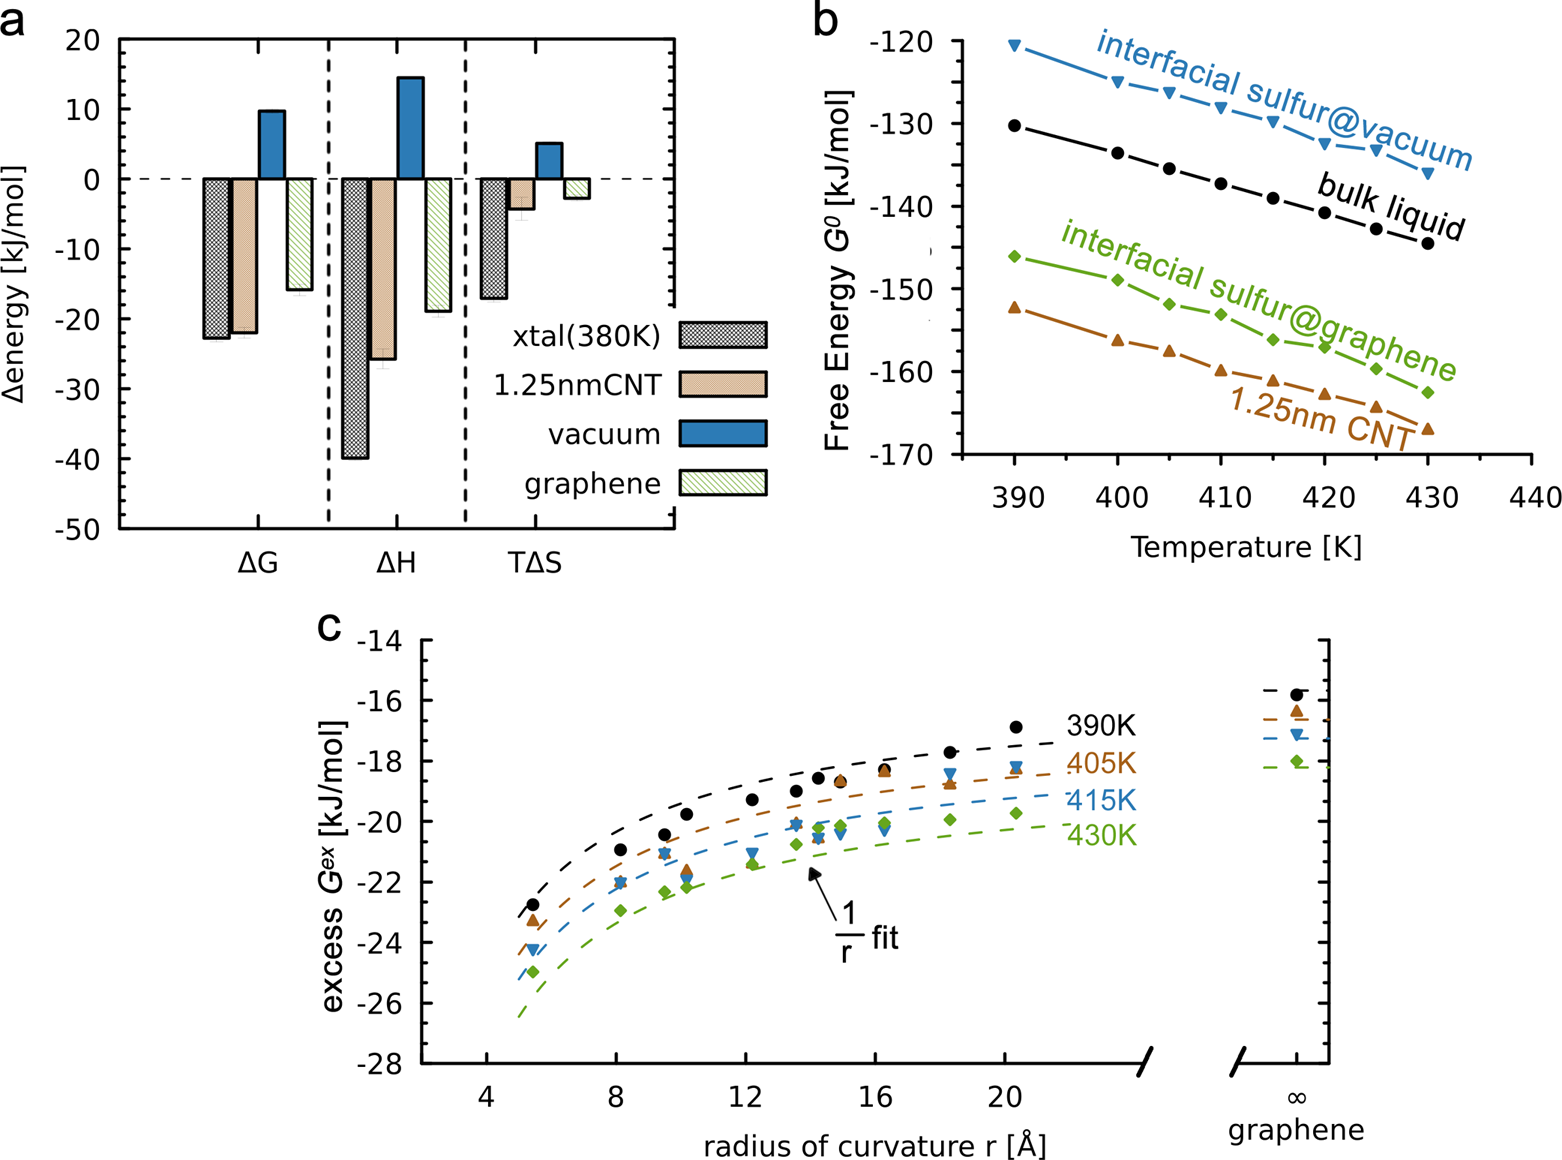 a
20
10
0
-10
-20
-30
-40
-50
Δenergy [kJ/mol]
ΔG
ΔH
TΔS
xtal(380K)
1.25nmCNT
vacuum
graphene
b
-120
-130
-140
-150
-160
-170
Free Energy G⁰ [kJ/mol]
interfacial sulfur@vacuum
bulk liquid
interfacial sulfur@graphene
1.25nm CNT
390
400
410
420
430
440
Temperature [K]
c
-14
-16
-18
-20
-22
-24
-26
-28
excess Gᵉˣ [kJ/mol]
390K
405K
415K
430K
1
r fit
4
8
12
16
20
∞
graphene
radius of curvature r [Å]